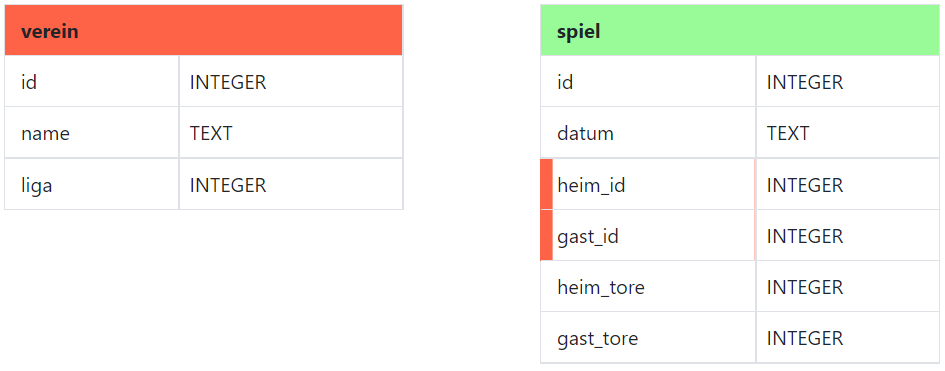 verein
id INTEGER
name TEXT
liga INTEGER
spiel
id INTEGER
datum TEXT
heim_id INTEGER
gast_id INTEGER
heim_tore INTEGER
gast_tore INTEGER